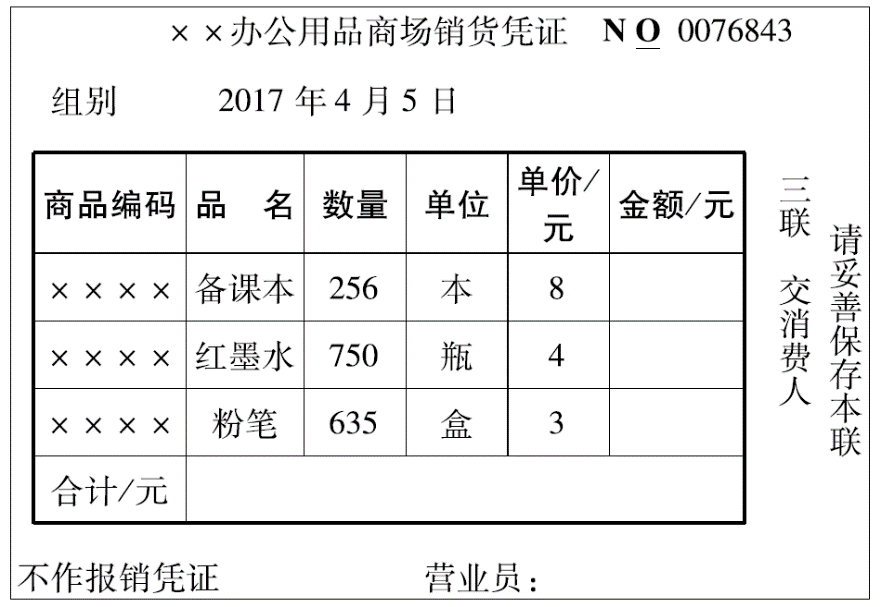 ××办公用品商场销货凭证 NO 0076843
组别 2017年4月5日
商品编码 品 名 数量 单位 单价/元 金额/元
×××× 备课本 256 本 8
×××× 红墨水 750 瓶 4
×××× 粉笔 635 盒 3
合计/元
不作报销凭证 营业员：
三联 交消费人
请妥善保存本联